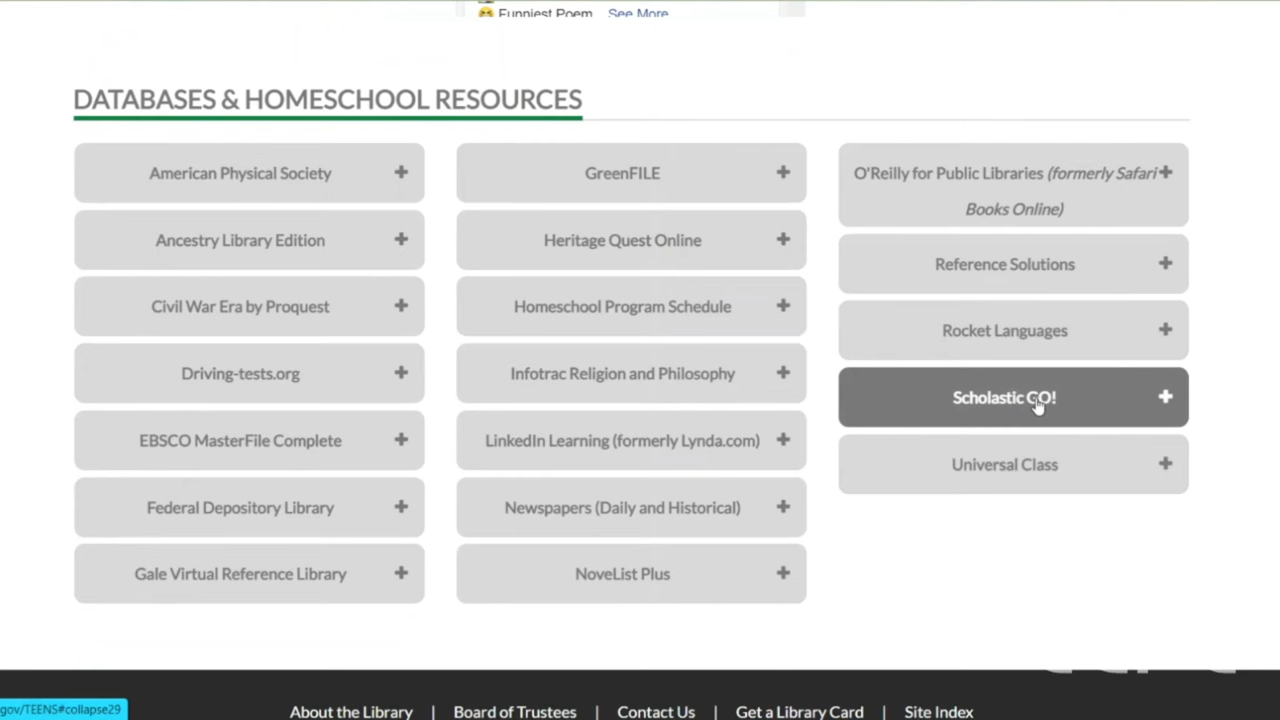 Funniest Poem See More
DATABASES & HOMESCHOOL RESOURCES
American Physical Society
Ancestry Library Edition
Civil War Era by Proquest
Driving-tests.org
EBSCO MasterFile Complete
Federal Depository Library
Gale Virtual Reference Library
GreenFILE
Heritage Quest Online
Homeschool Program Schedule
Infotrac Religion and Philosophy
LinkedIn Learning (formerly Lynda.com)
Newspapers (Daily and Historical)
NoveList Plus
O'Reilly for Public Libraries (formerly Safari
Books Online)
Reference Solutions
Rocket Languages
Scholastic GO!
Universal Class
gov/TEENS#collapse29
About the Library | Board of Trustees | Contact Us | Get a Library Card | Site Index